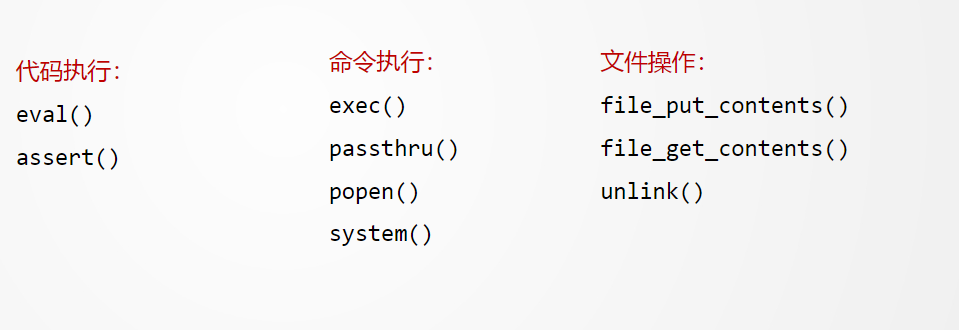 代码执行：
eval()
assert()
命令执行：
exec()
passthru()
popen()
system()
文件操作：
file_put_contents()
file_get_contents()
unlink()